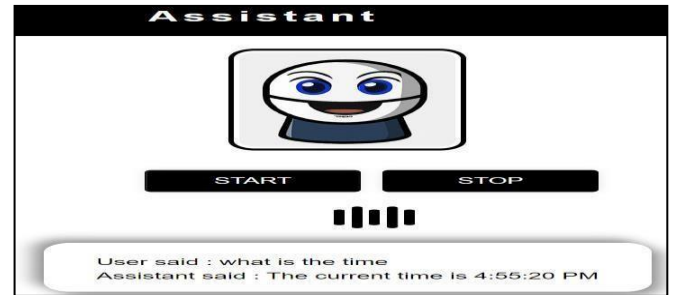 Assistant
START STOP
User said : what is the time
Assistant said : The current time is 4:55:20 PM